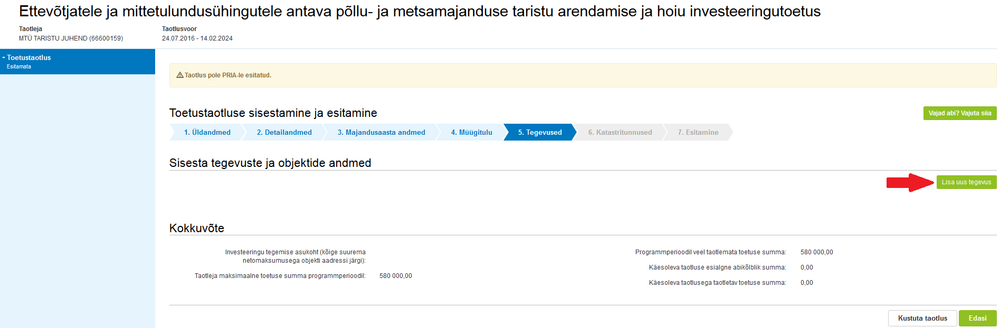 Ettevõtjatele ja mittetulundusühingutele antava põllu- ja metsamajanduse taristu arendamise ja hoiu investeeringutoetus
Taotleja
MTÜ TARISTU JUHEND (66600159)
Taotlusvoor
24.07.2016 - 14.02.2024
Toetustaotlus
Esitamata
Taotlus pole PRIA-le esitatud.
Toetustaotluse sisestamine ja esitamine
Vajad abi? Vajuta siia
1. Üldandmed
2. Detailandmed
3. Majandusaasta andmed
4. Müügitulu
5. Tegevused
6. Katastritunnused
7. Esitamine
Sisesta tegevuste ja objektide andmed
Lisa uus tegevus
Kokkuvõte
Investeeringu tegemise asukoht (kõige suurema
netomaksumusega objekti aadressi järgi):
Taotleja maksimaalne toetuse summa programmperioodil: 580 000,00
Programmperioodil veel taotlemata toetuse summa: 580 000,00
Käesoleva taotluse esialgne abikõlblik summa: 0,00
Käesoleva taotlusega taotletav toetuse summa: 0,00
Kustuta taotlus
Edasi